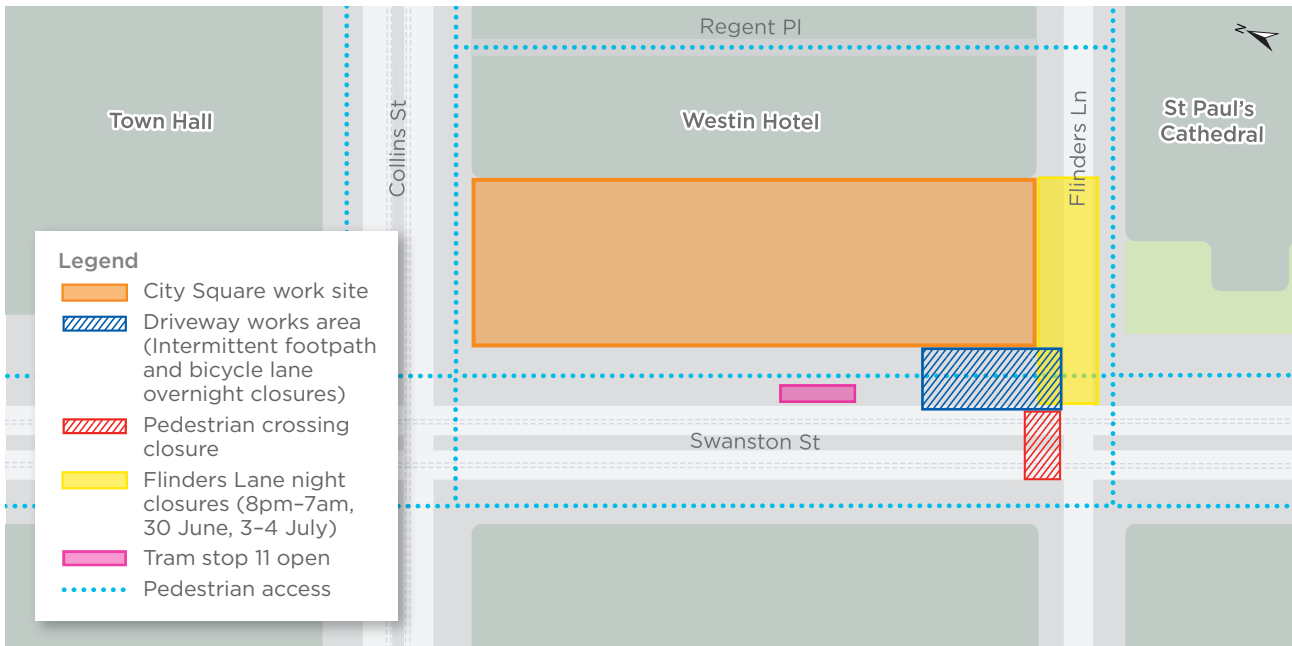 Regent Pl
N
Town Hall
Collins St
Westin Hotel
Flinders Ln
St Paul's
Cathedral
Legend
City Square work site
Driveway works area
(Intermittent footpath
and bicycle lane
overnight closures)
Pedestrian crossing
closure
Flinders Lane night
closures (8pm–7am,
30 June, 3–4 July)
Tram stop 11 open
Pedestrian access
Swanston St